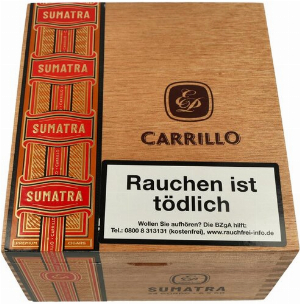 SUMATRA
SUMATRA
SUMATRA
SUMATRA
EPC
CARRILLO
Rauchen ist
tödlich
Wollen Sie aufhören? Die BZgA hilft:
Tel.: 0800 8 313131 (kostenfrei), www.rauchfrei-info.de
SUMATRA